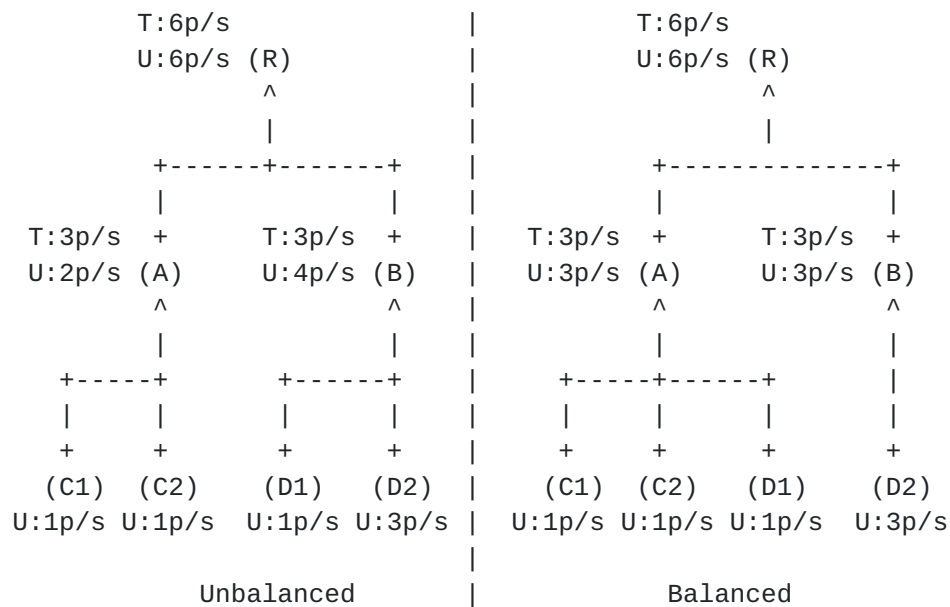 T:6p/s | T:6p/s
U:6p/s (R) | U:6p/s (R)
^ | ^
| | |
+------+-------+ | +--------------+
| | | | |
T:3p/s + T:3p/s + | T:3p/s + T:3p/s +
U:2p/s (A) U:4p/s (B) | U:3p/s (A) U:3p/s (B)
^ ^ | ^ ^
| | | | |
+-----+ +------+ | +-----+------+ |
| | | | | | | | |
+ + + + | + + + +
(C1) (C2) (D1) (D2) | (C1) (C2) (D1) (D2)
U:1p/s U:1p/s U:1p/s U:3p/s | U:1p/s U:1p/s U:1p/s U:3p/s
|
Unbalanced | Balanced